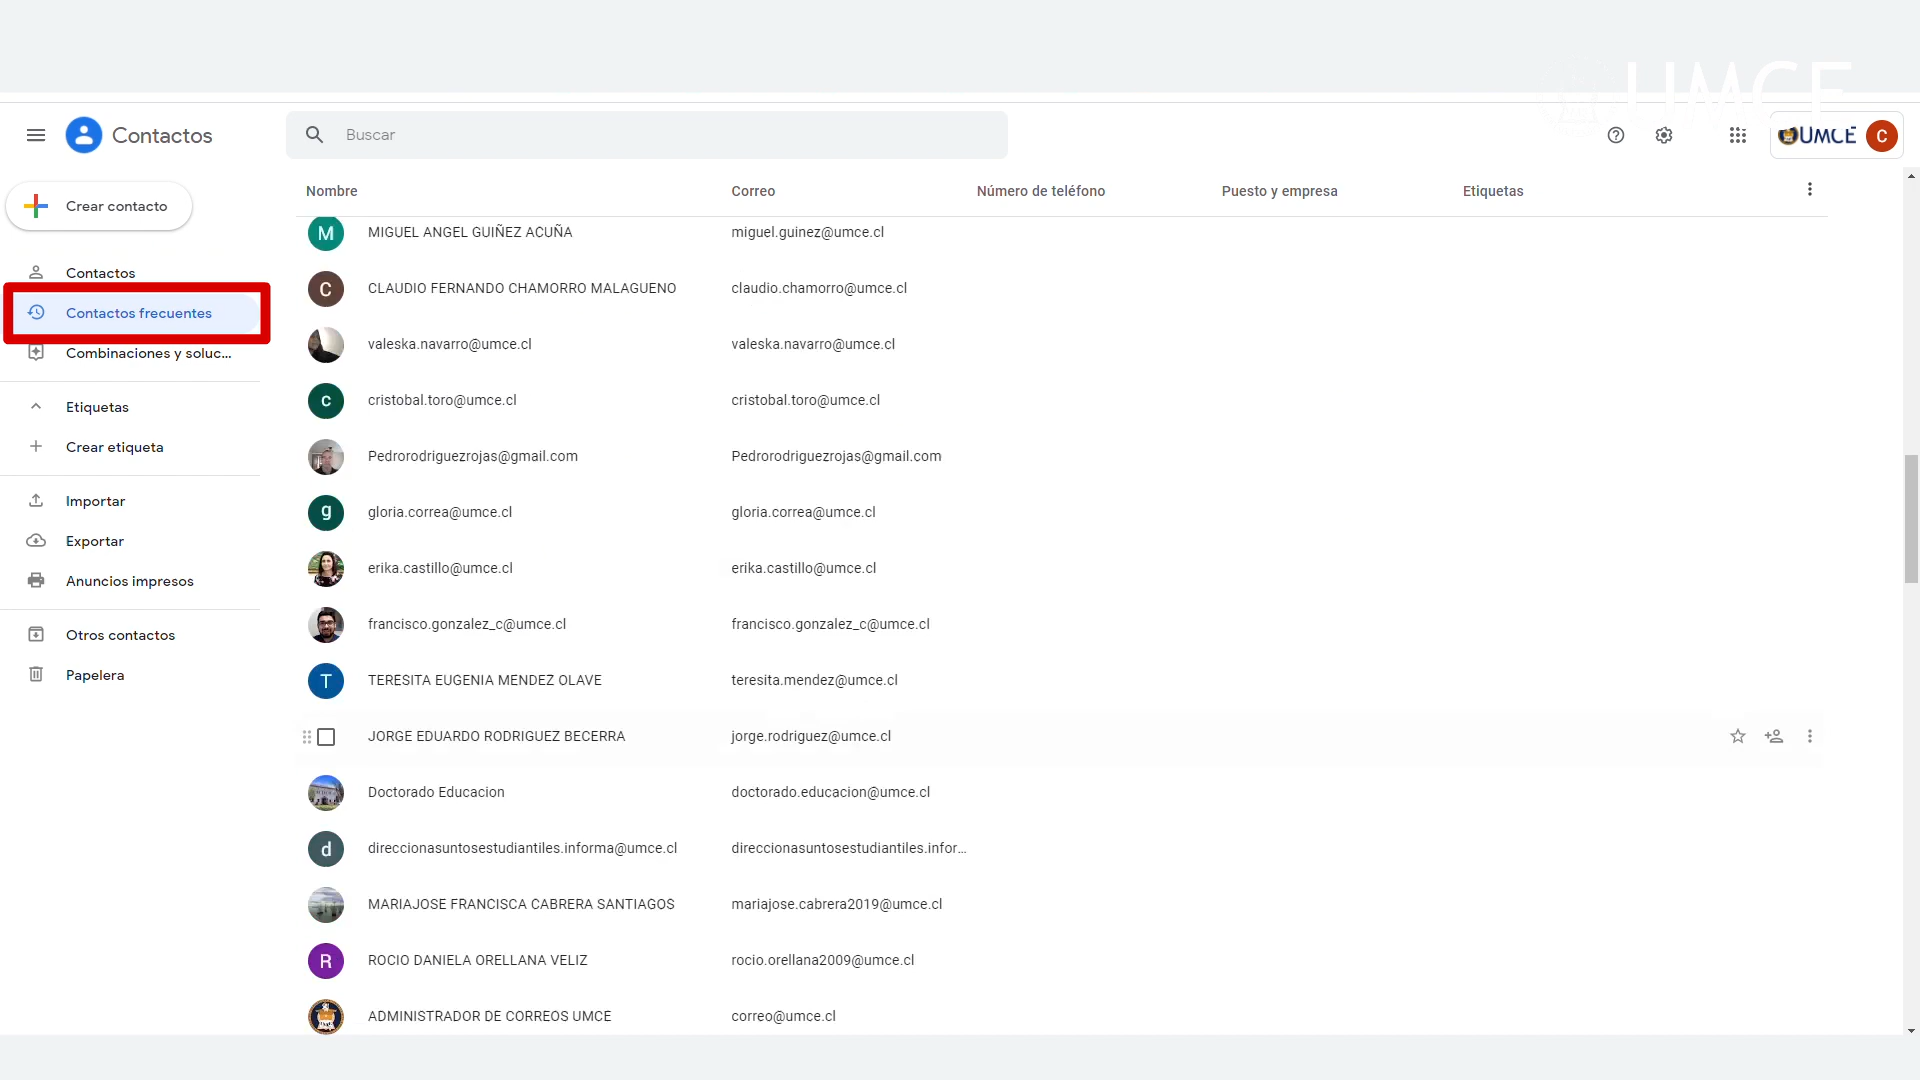 UMCE
Contactos
Buscar
UMCE C
Crear contacto
Contactos
Contactos frecuentes
Combinaciones y soluc...
Etiquetas
Crear etiqueta
Importar
Exportar
Anuncios impresos
Otros contactos
Papelera
Nombre Correo Número de teléfono Puesto y empresa Etiquetas
M MIGUEL ANGEL GUIÑEZ ACUÑA miguel.guinez@umce.cl
C CLAUDIO FERNANDO CHAMORRO MALAGUENO claudio.chamorro@umce.cl
valeska.navarro@umce.cl valeska.navarro@umce.cl
c cristobal.toro@umce.cl cristobal.toro@umce.cl
Pedrorodriguezrojas@gmail.com Pedrorodriguezrojas@gmail.com
g gloria.correa@umce.cl gloria.correa@umce.cl
erika.castillo@umce.cl erika.castillo@umce.cl
francisco.gonzalez_c@umce.cl francisco.gonzalez_c@umce.cl
T TERESITA EUGENIA MENDEZ OLAVE teresita.mendez@umce.cl
JORGE EDUARDO RODRIGUEZ BECERRA jorge.rodriguez@umce.cl
Doctorado Educacion doctorado.educacion@umce.cl
d direccionasuntosestudiantiles.informa@umce.cl direccionasuntosestudiantiles.infor...
MARIAJOSE FRANCISCA CABRERA SANTIAGOS mariajose.cabrera2019@umce.cl
R ROCIO DANIELA ORELLANA VELIZ rocio.orellana2009@umce.cl
ADMINISTRADOR DE CORREOS UMCE correo@umce.cl